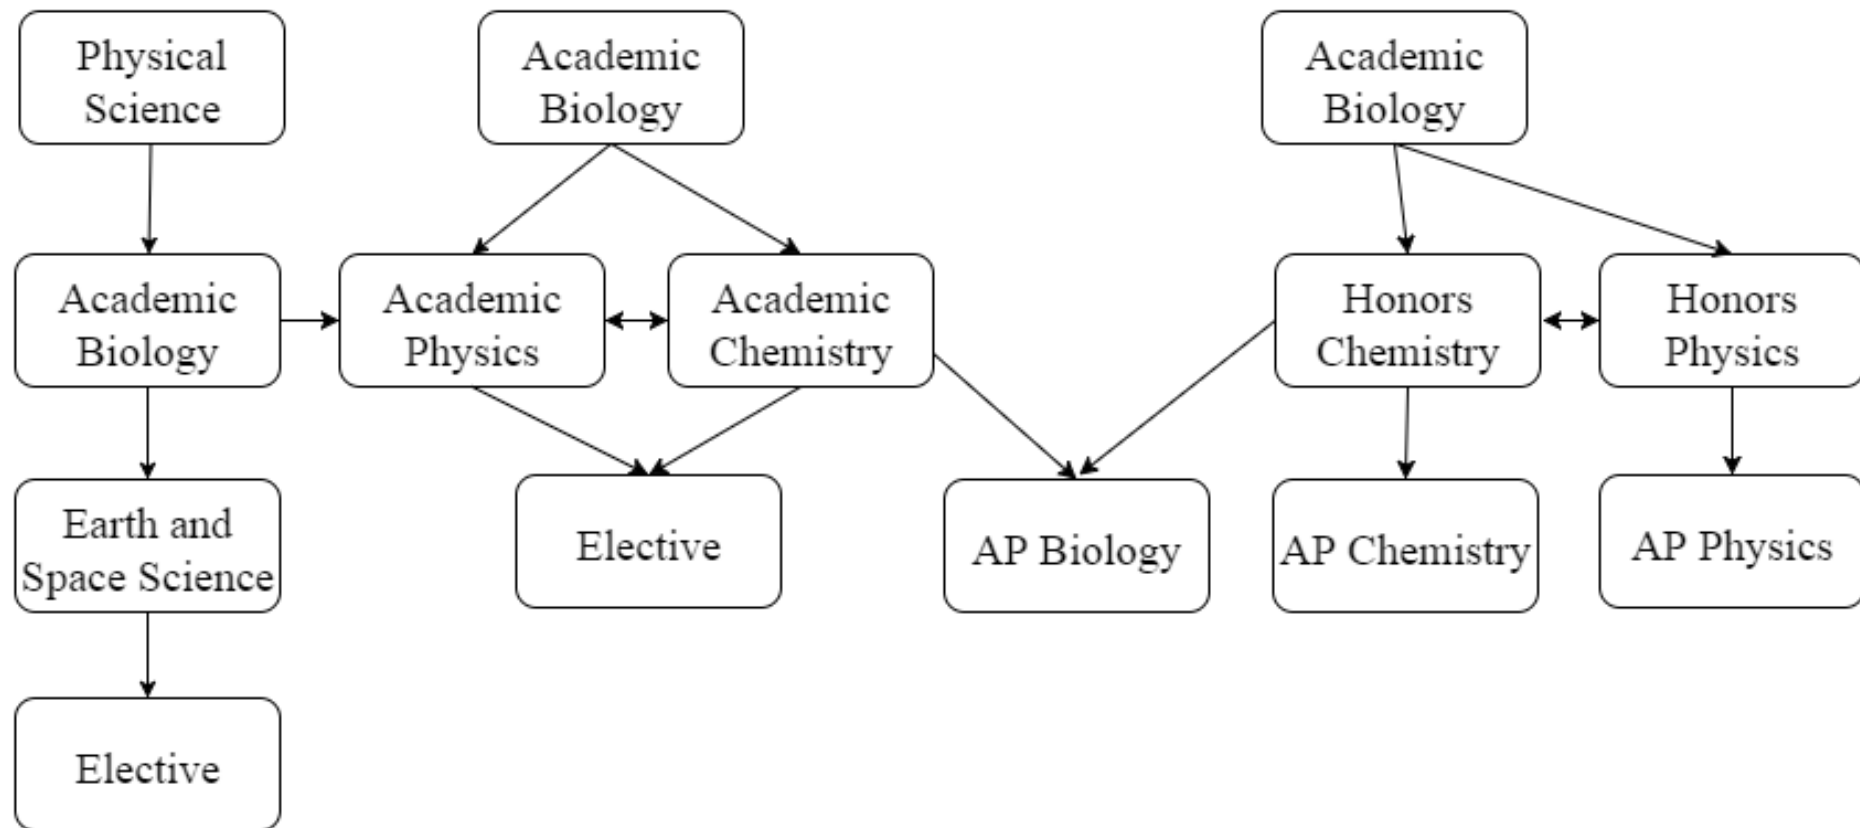 Physical
Science
Academic
Biology
Academic
Biology
Academic
Biology
Academic
Physics
Academic
Chemistry
Honors
Chemistry
Honors
Physics
Earth and
Space Science
Elective
AP Biology
AP Chemistry
AP Physics
Elective